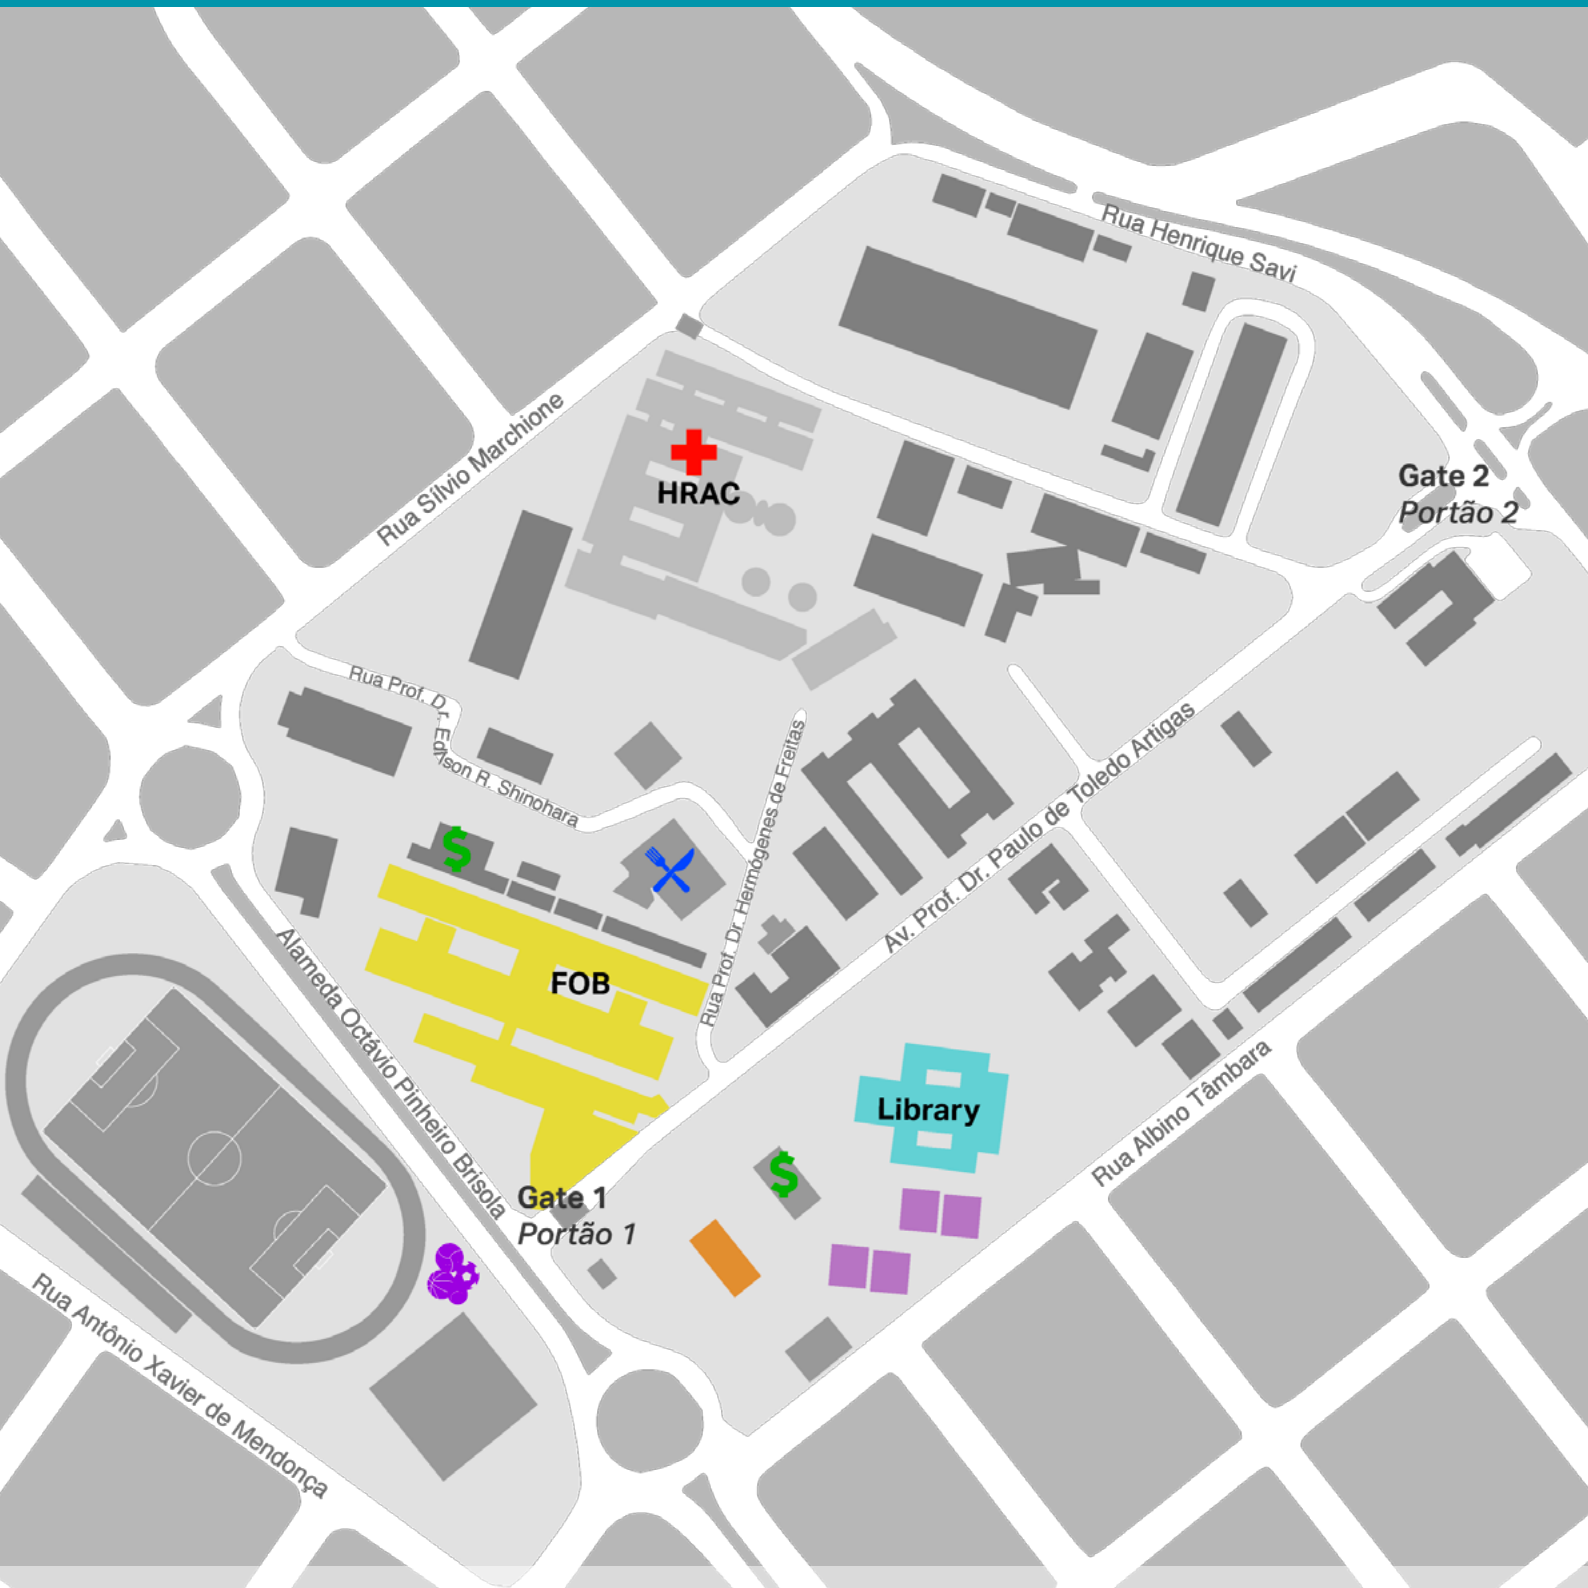 Rua Henrique Savi
Rua Sílvio Marchione
HRAC
Gate 2
Portão 2
Rua Prof. Dr. Edison R. Shinohara
Rua Prof. Dr. Hermógenes de Freitas
Av. Prof. Dr. Paulo de Toledo Artigas
$
FOB
Alameda Octávio Pinheiro Brisola
Library
Rua Albino Tâmbara
$
Gate 1
Portão 1
Rua Antônio Xavier de Mendonça